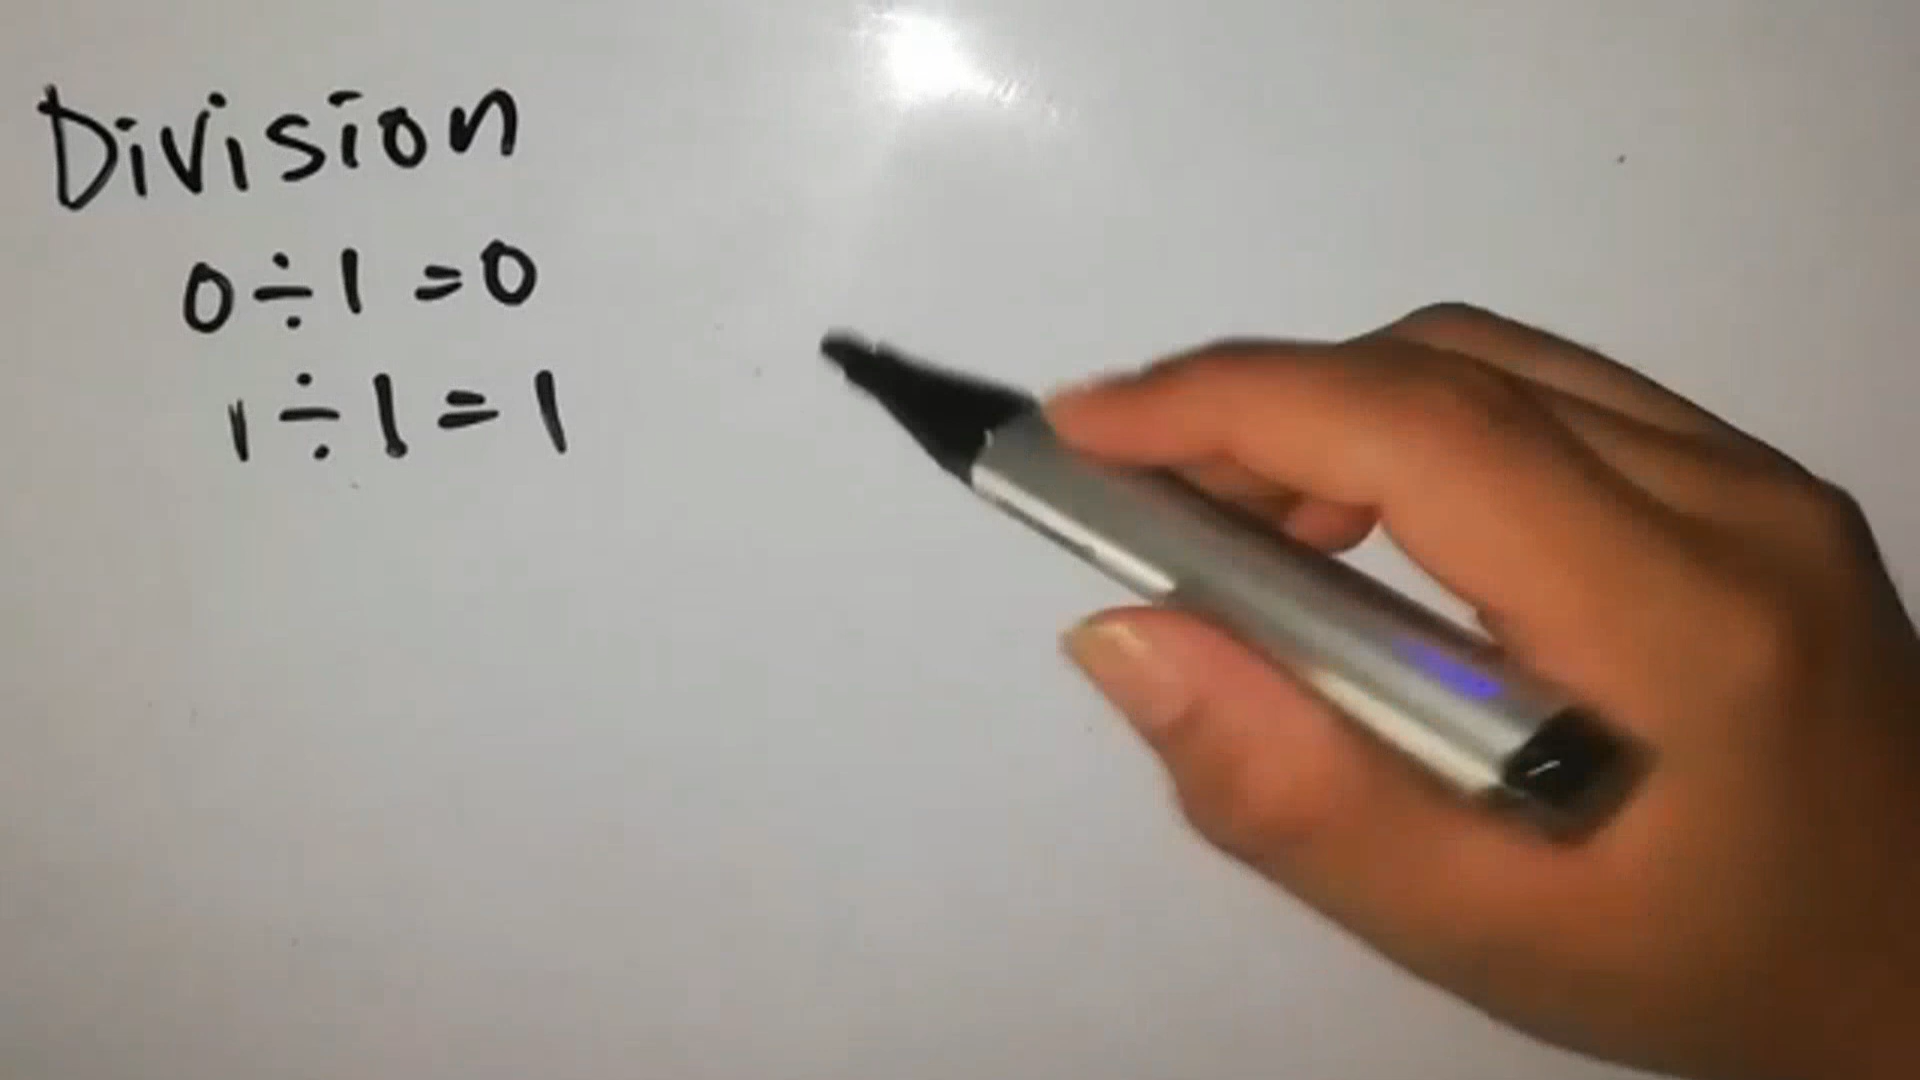 Division
0 ÷ 1 = 0
1 ÷ 1 = 1